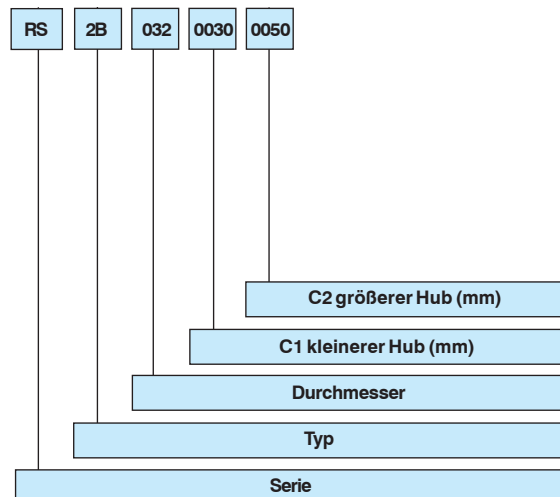 RS 2B 032 0030 0050
C2 größerer Hub (mm)
C1 kleinerer Hub (mm)
Durchmesser
Typ
Serie